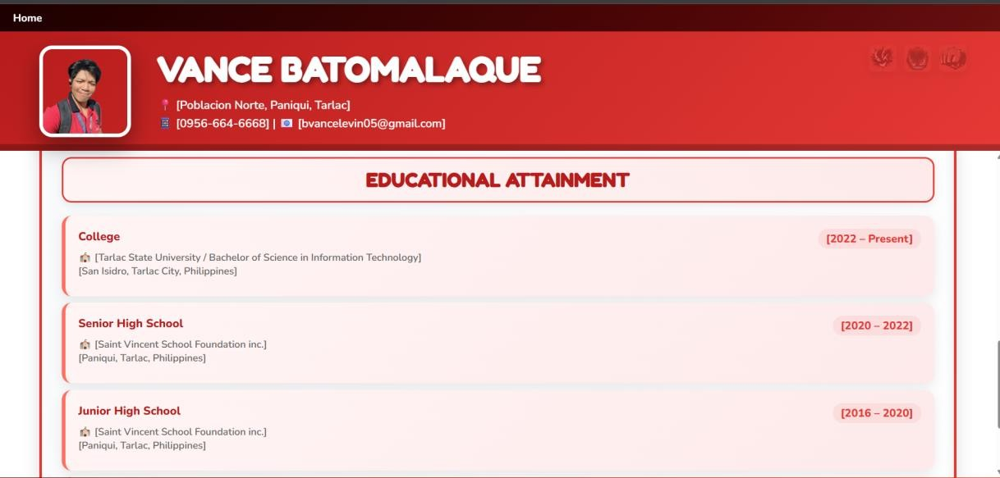 Home
VANCE BATOMALAQUE
[Poblacion Norte, Paniqui, Tarlac]
[0956-664-6668] | [bvancelevin05@gmail.com]
EDUCATIONAL ATTAINMENT
College
[2022 – Present]
[Tarlac State University / Bachelor of Science in Information Technology]
[San Isidro, Tarlac City, Philippines]
Senior High School
[2020 – 2022]
[Saint Vincent School Foundation inc.]
[Paniqui, Tarlac, Philippines]
Junior High School
[2016 – 2020]
[Saint Vincent School Foundation inc.]
[Paniqui, Tarlac, Philippines]